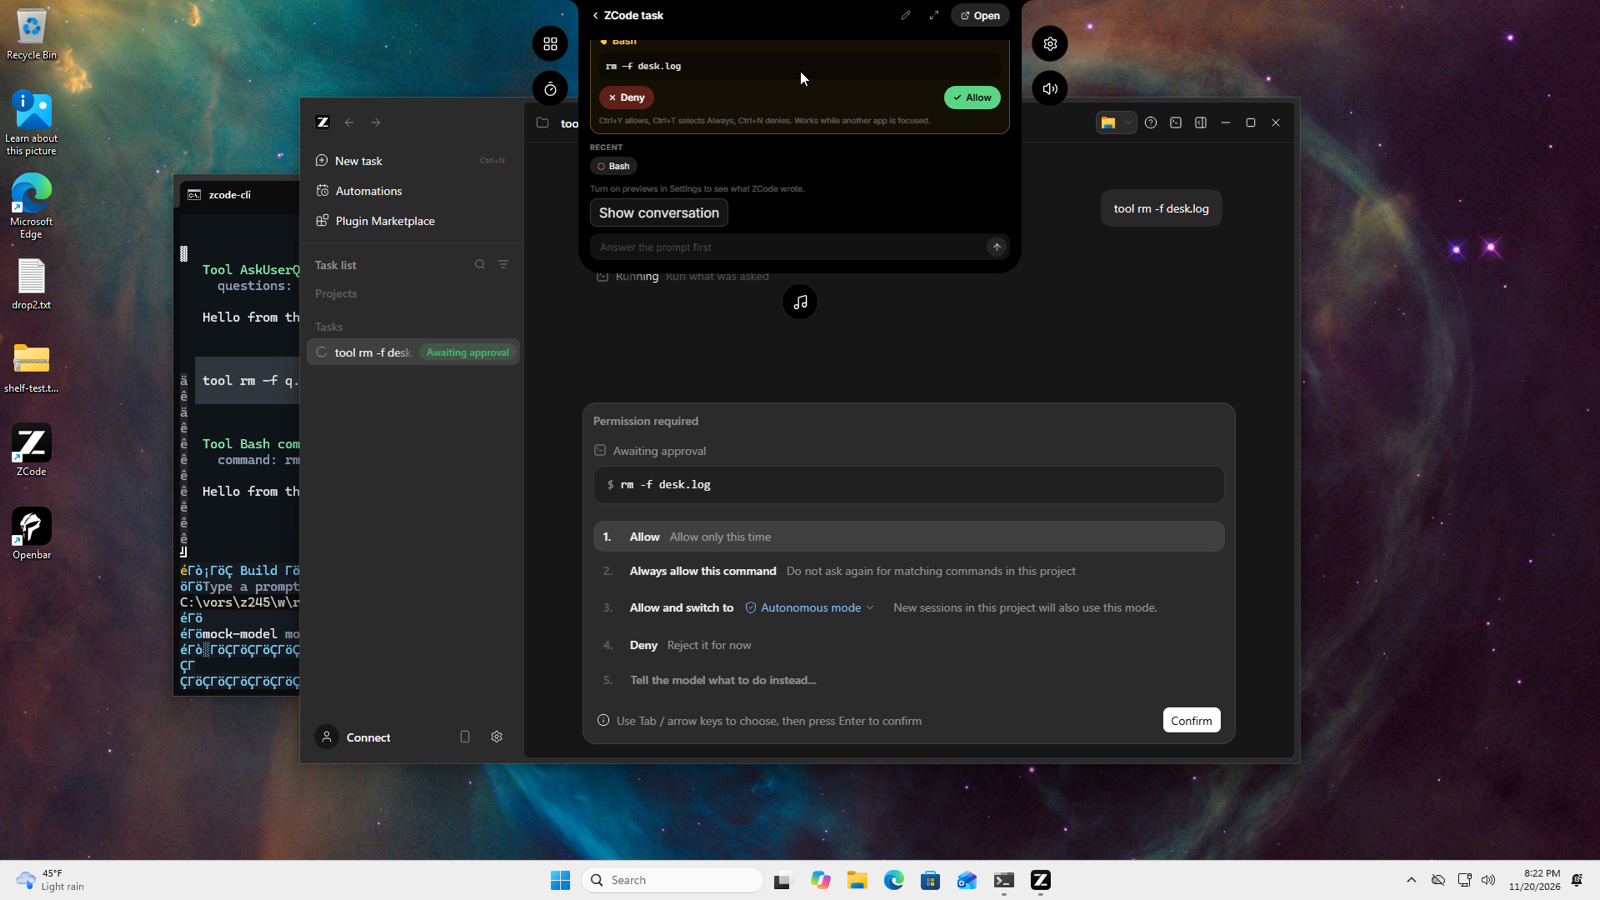 Recycle Bin
Learn about
this picture
Microsoft
Edge
drop2.txt
shelf-test.t...
ZCode
Openbar
zcode-cli
Tool AskUserQ
questions:
Hello from th
tool rm -f q.
Tool Bash com
command: rm
Hello from th
Build
Type a prompt
C:\vors\z245\w\r
mock-model mo
New task
Ctrl+N
Automations
Plugin Marketplace
Task list
Projects
Tasks
tool rm -f desk
Awaiting approval
Connect
too
ZCode task
Open
Bash
rm -f desk.log
Deny
Allow
Ctrl+Y allows, Ctrl+T selects Always, Ctrl+N denies. Works while another app is focused.
RECENT
Bash
Turn on previews in Settings to see what ZCode wrote.
Show conversation
Answer the prompt first
tool rm -f desk.log
Running Run what was asked
Permission required
Awaiting approval
$ rm -f desk.log
1. Allow Allow only this time
2. Always allow this command Do not ask again for matching commands in this project
3. Allow and switch to Autonomous mode New sessions in this project will also use this mode.
4. Deny Reject it for now
5. Tell the model what to do instead...
Use Tab / arrow keys to choose, then press Enter to confirm
Confirm
45°F
Light rain
Search
8:22 PM
11/20/2026